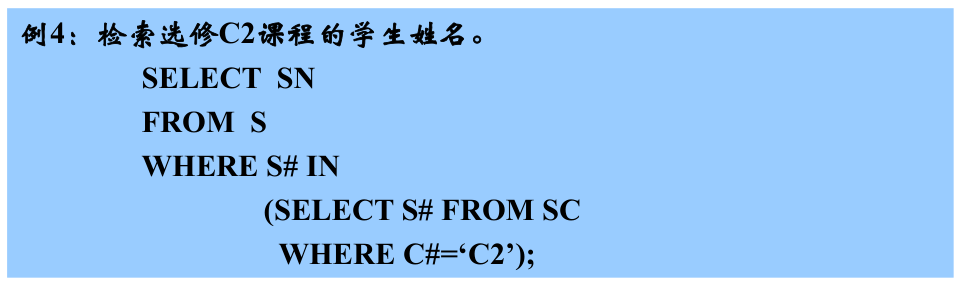 例4：检索选修C2课程的学生姓名。
SELECT SN
FROM S
WHERE S# IN
(SELECT S# FROM SC
WHERE C#=‘C2’);